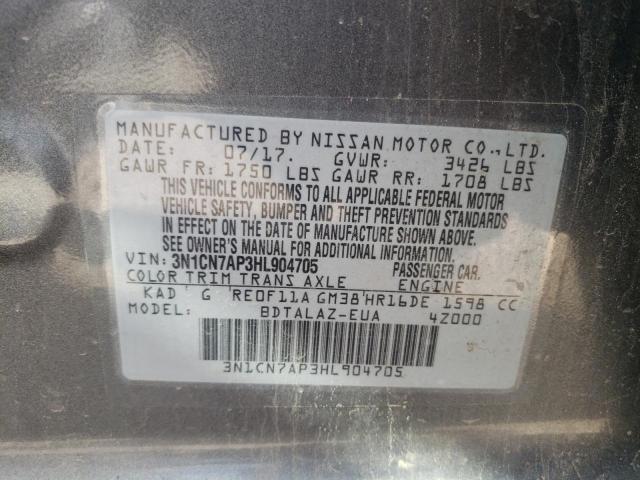 MANUFACTURED BY NISSAN MOTOR CO., LTD.
DATE: 07/17. GVWR: 3426 LBS
GAWR FR: 1750 LBS GAWR RR: 1708 LBS
THIS VEHICLE CONFORMS TO ALL APPLICABLE FEDERAL MOTOR
VEHICLE SAFETY, BUMPER AND THEFT PREVENTION STANDARDS
IN EFFECT ON THE DATE OF MANUFACTURE SHOWN ABOVE.
SEE OWNER'S MANUAL FOR ADDITIONAL INFORMATION.
VIN: 3N1CN7AP3HL904705 PASSENGER CAR.
COLOR TRIM TRANS AXLE ENGINE
KAD G RE0F11A GM38 HR16DE 1598 CC
MODEL: BDTALAZ-EUA 4Z000
3N1CN7AP3HL904705